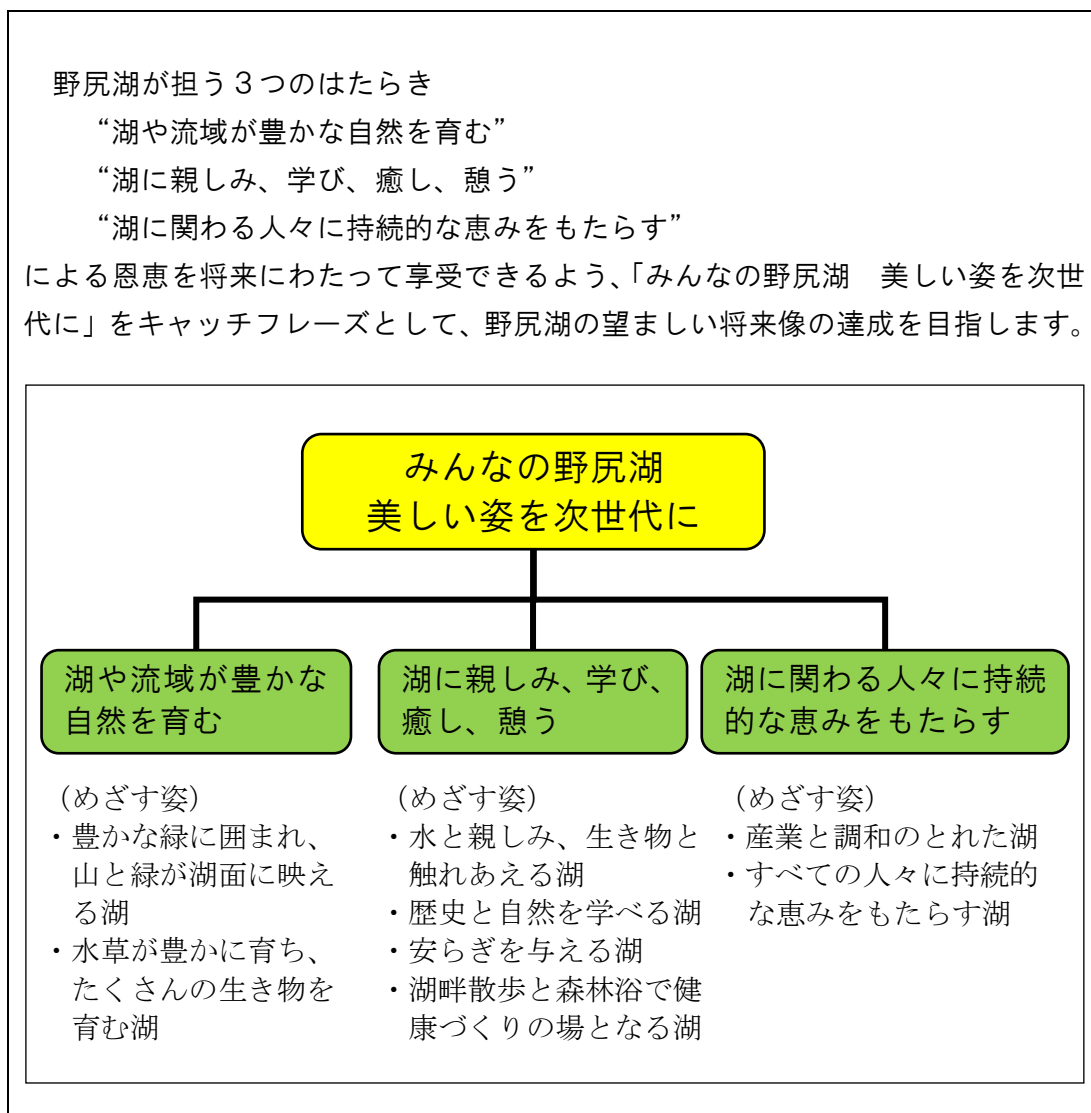 野尻湖が担う３つのはたらき
“湖や流域が豊かな自然を育む”
“湖に親しみ、学び、癒し、憩う”
“湖に関わる人々に持続的な恵みをもたらす”
による恩恵を将来にわたって享受できるよう、「みんなの野尻湖　美しい姿を次世
代に」をキャッチフレーズとして、野尻湖の望ましい将来像の達成を目指します。
みんなの野尻湖
美しい姿を次世代に
湖や流域が豊かな
自然を育む
（めざす姿）
・豊かな緑に囲まれ、
山と緑が湖面に映え
る湖
・水草が豊かに育ち、
たくさんの生き物を
育む湖
湖に親しみ、学び、
癒し、憩う
（めざす姿）
・水と親しみ、生き物と
触れあえる湖
・歴史と自然を学べる湖
・安らぎを与える湖
・湖畔散歩と森林浴で健
康づくりの場となる湖
湖に関わる人々に持続
的な恵みをもたらす
（めざす姿）
・産業と調和のとれた湖
・すべての人々に持続的
な恵みをもたらす湖